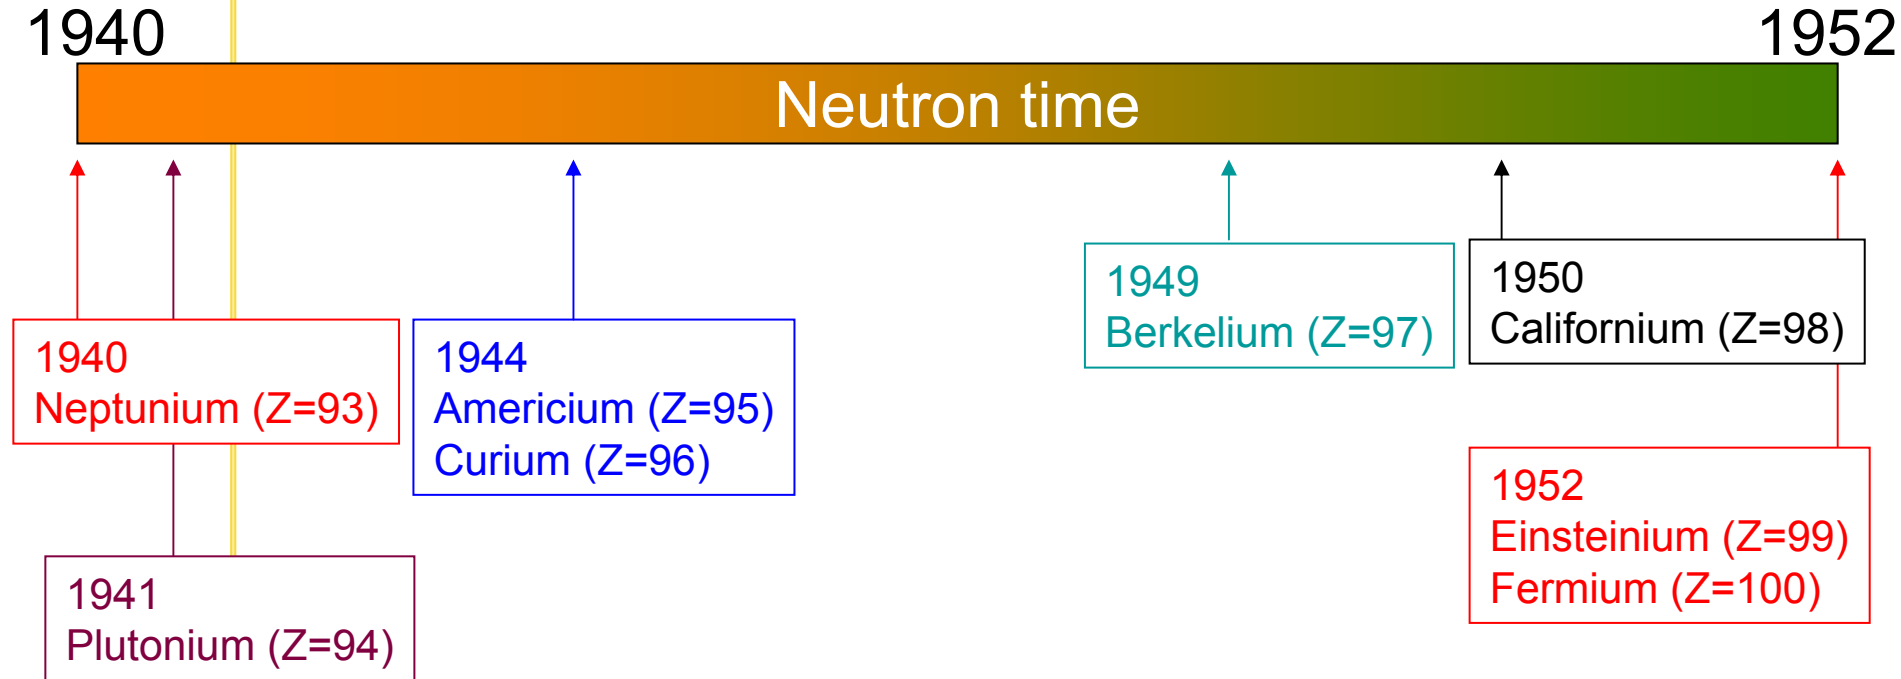 1940
1952
Neutron time
1940
Neptunium (Z=93)
1941
Plutonium (Z=94)
1944
Americium (Z=95)
Curium (Z=96)
1949
Berkelium (Z=97)
1950
Californium (Z=98)
1952
Einsteinium (Z=99)
Fermium (Z=100)